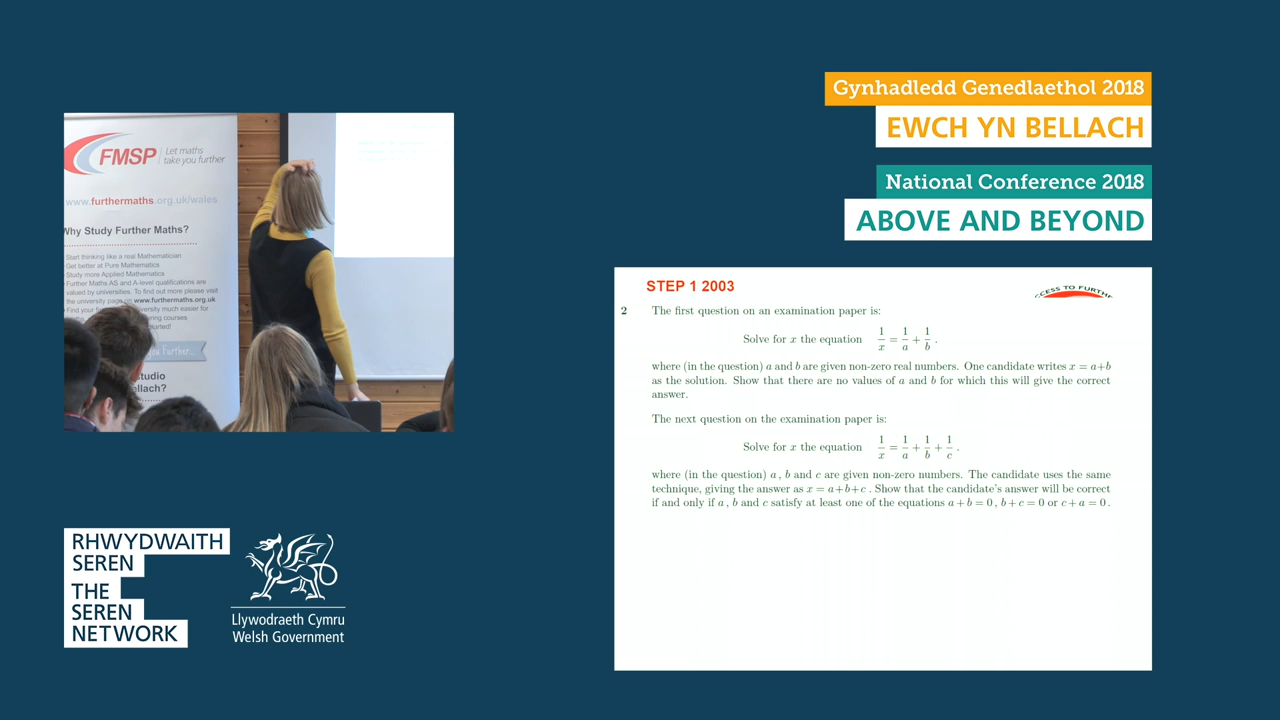 Gynhadledd Genedlaethol 2018
EWCH YN BELLACH
National Conference 2018
ABOVE AND BEYOND
FMSP
Let maths
take you further
www.furthermaths.org.uk/wales
Why Study Further Maths?
Start thinking like a real Mathematician
Get better at Pure Mathematics
Study more Applied Mathematics
Further Maths AS and A-level qualifications are
valued by universities. To find out more please visit
the university page on www.furthermaths.org.uk
Find your
much easier for
courses
STEP 1 2003
CESS TO FURTH
2 The first question on an examination paper is:
Solve for x the equation 1/x = 1/a + 1/b .
where (in the question) a and b are given non-zero real numbers. One candidate writes x = a+b
as the solution. Show that there are no values of a and b for which this will give the correct
answer.
The next question on the examination paper is:
Solve for x the equation 1/x = 1/a + 1/b + 1/c .
where (in the question) a , b and c are given non-zero numbers. The candidate uses the same
technique, giving the answer as x = a+b+c . Show that the candidate's answer will be correct
if and only if a , b and c satisfy at least one of the equations a + b = 0 , b + c = 0 or c + a = 0 .
RHWYDWAITH
SEREN
THE
SEREN
NETWORK
Llywodraeth Cymru
Welsh Government